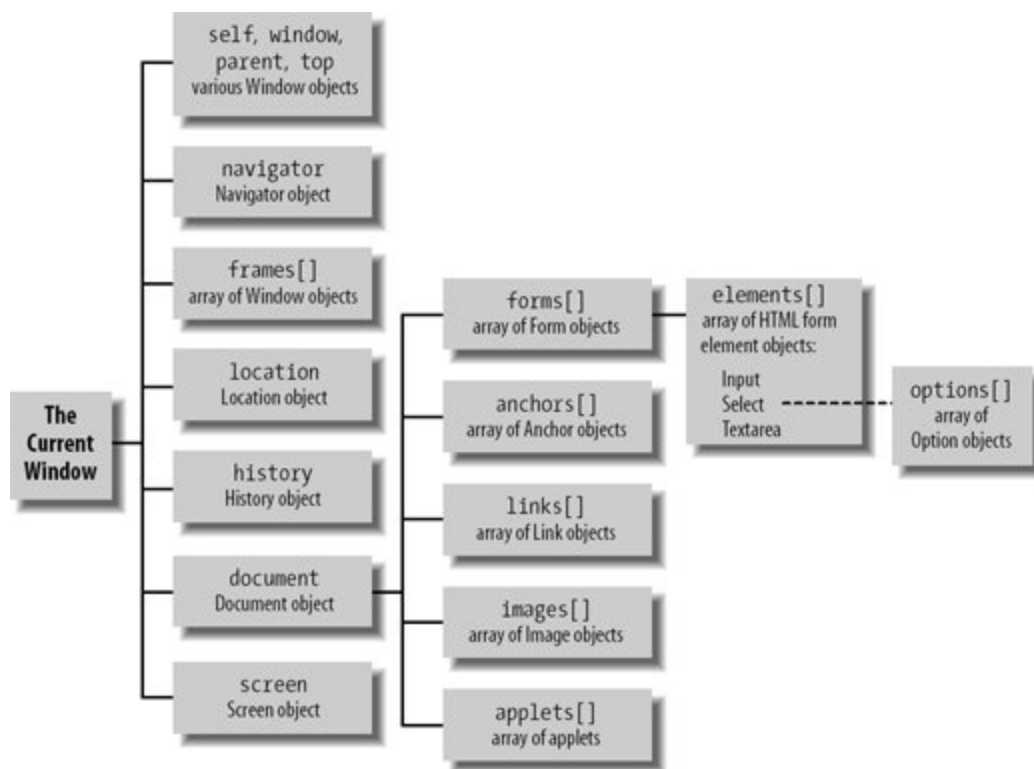 self, window,
parent, top
various Window objects
navigator
Navigator object
frames[]
array of Window objects
location
Location object
The
Current
Window
history
History object
document
Document object
screen
Screen object
forms[]
array of Form objects
anchors[]
array of Anchor objects
links[]
array of Link objects
images[]
array of Image objects
applets[]
array of applets
elements[]
array of HTML form
element objects:
Input
Select
Textarea
options[]
array of
Option objects